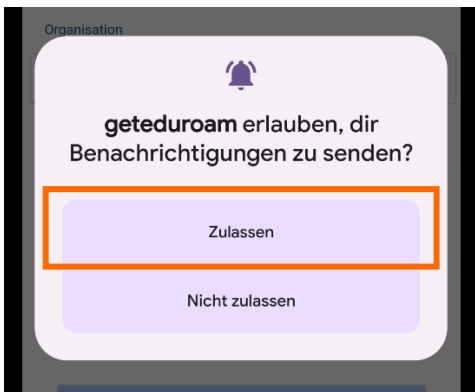 Organisation
geteduroam erlauben, dir
Benachrichtigungen zu senden?
Zulassen
Nicht zulassen